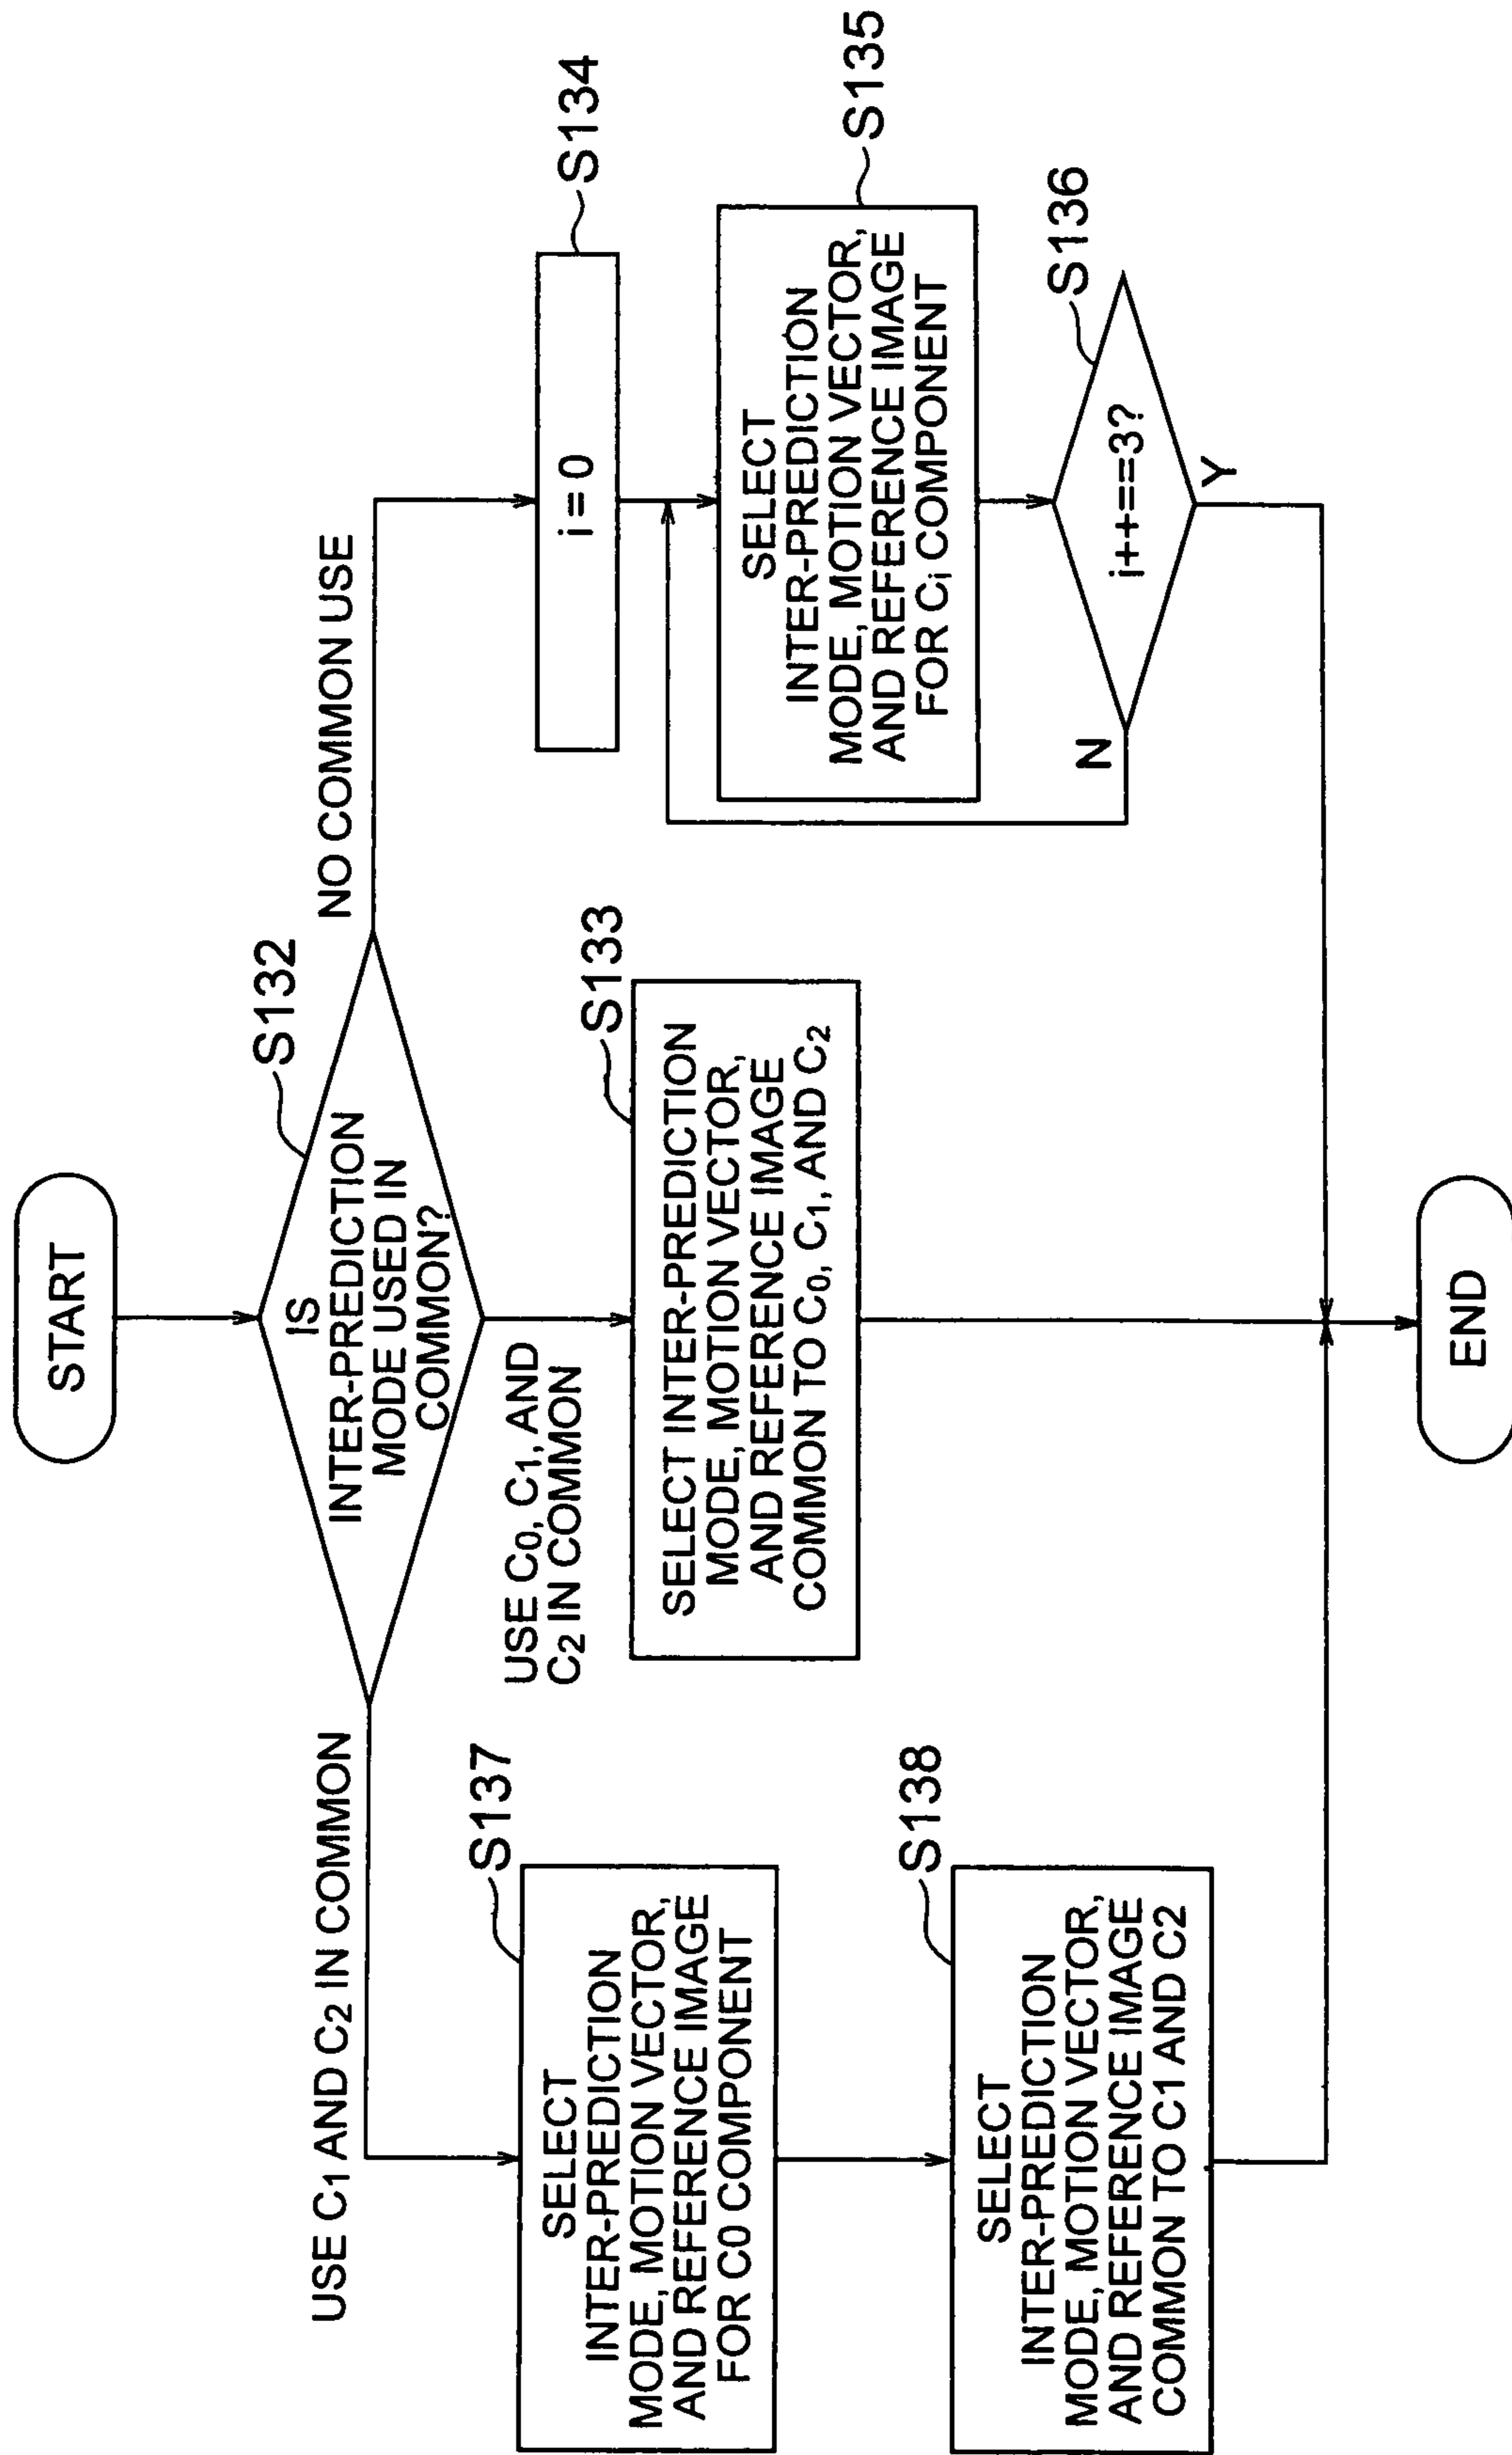 START
S132
IS
INTER-PREDICTION
MODE USED IN
COMMON?
USE C1 AND C2 IN COMMON
NO COMMON USE
USE C0, C1, AND
C2 IN COMMON
S137
SELECT
INTER-PREDICTION
MODE, MOTION VECTOR,
AND REFERENCE IMAGE
FOR C0 COMPONENT
S138
SELECT
INTER-PREDICTION
MODE, MOTION VECTOR,
AND REFERENCE IMAGE
COMMON TO C1 AND C2
S133
SELECT INTER-PREDICTION
MODE, MOTION VECTOR,
AND REFERENCE IMAGE
COMMON TO C0, C1, AND C2
S134
i = 0
S135
SELECT
INTER-PREDICTION
MODE, MOTION VECTOR,
AND REFERENCE IMAGE
FOR Ci COMPONENT
S136
i++==3?
N
Y
END